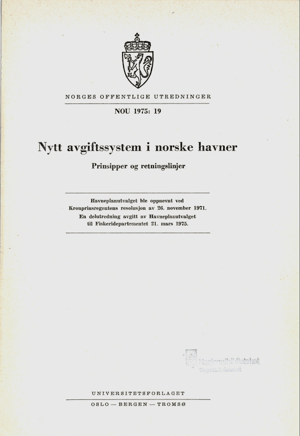 NORGES OFFENTLIGE UTREDNINGER
NOU 1975: 19
Nytt avgiftssystem i norske havner
Prinsipper og retningslinjer
Havneplanutvalget ble oppnevnt ved
Kronprinsregentens resolusjon av 26. november 1971.
En delutredning avgitt av Havneplanutvalget
til Fiskeridepartementet 21. mars 1975.
UNIVERSITETSFORLAGET
OSLO — BERGEN — TROMSØ